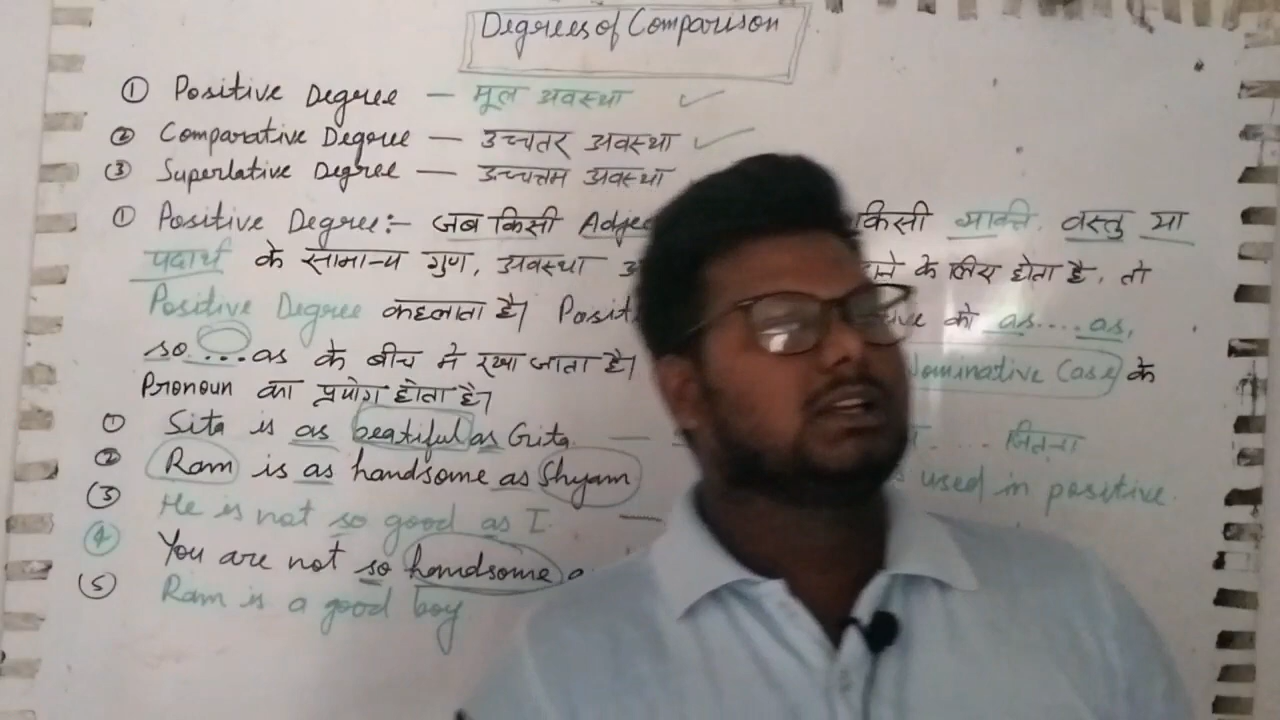 Degrees of Comparison
① Positive Degree — मूल अवस्था ✓
② Comparative Degree — उच्चतर अवस्था ✓
③ Superlative Degree — उच्चतम अवस्था
① Positive Degree:- जब किसी Adjec किसी व्यक्ति, वस्तु या
पदार्थ के सामान्य गुण, अवस्था के लिए होता है, तो
Positive Degree कहलाता है। Posit को as....as,
so ...as के बीच मे रखा जाता है। Nominative Case के
Pronoun का प्रयोग होता है।
① Sita is as beatiful as Gita. — .... जितना
② Ram is as handsome as Shyam used in positive.
(3) He is not so good as I. —
④ You are not so handsome a
(5) Ram is a good boy